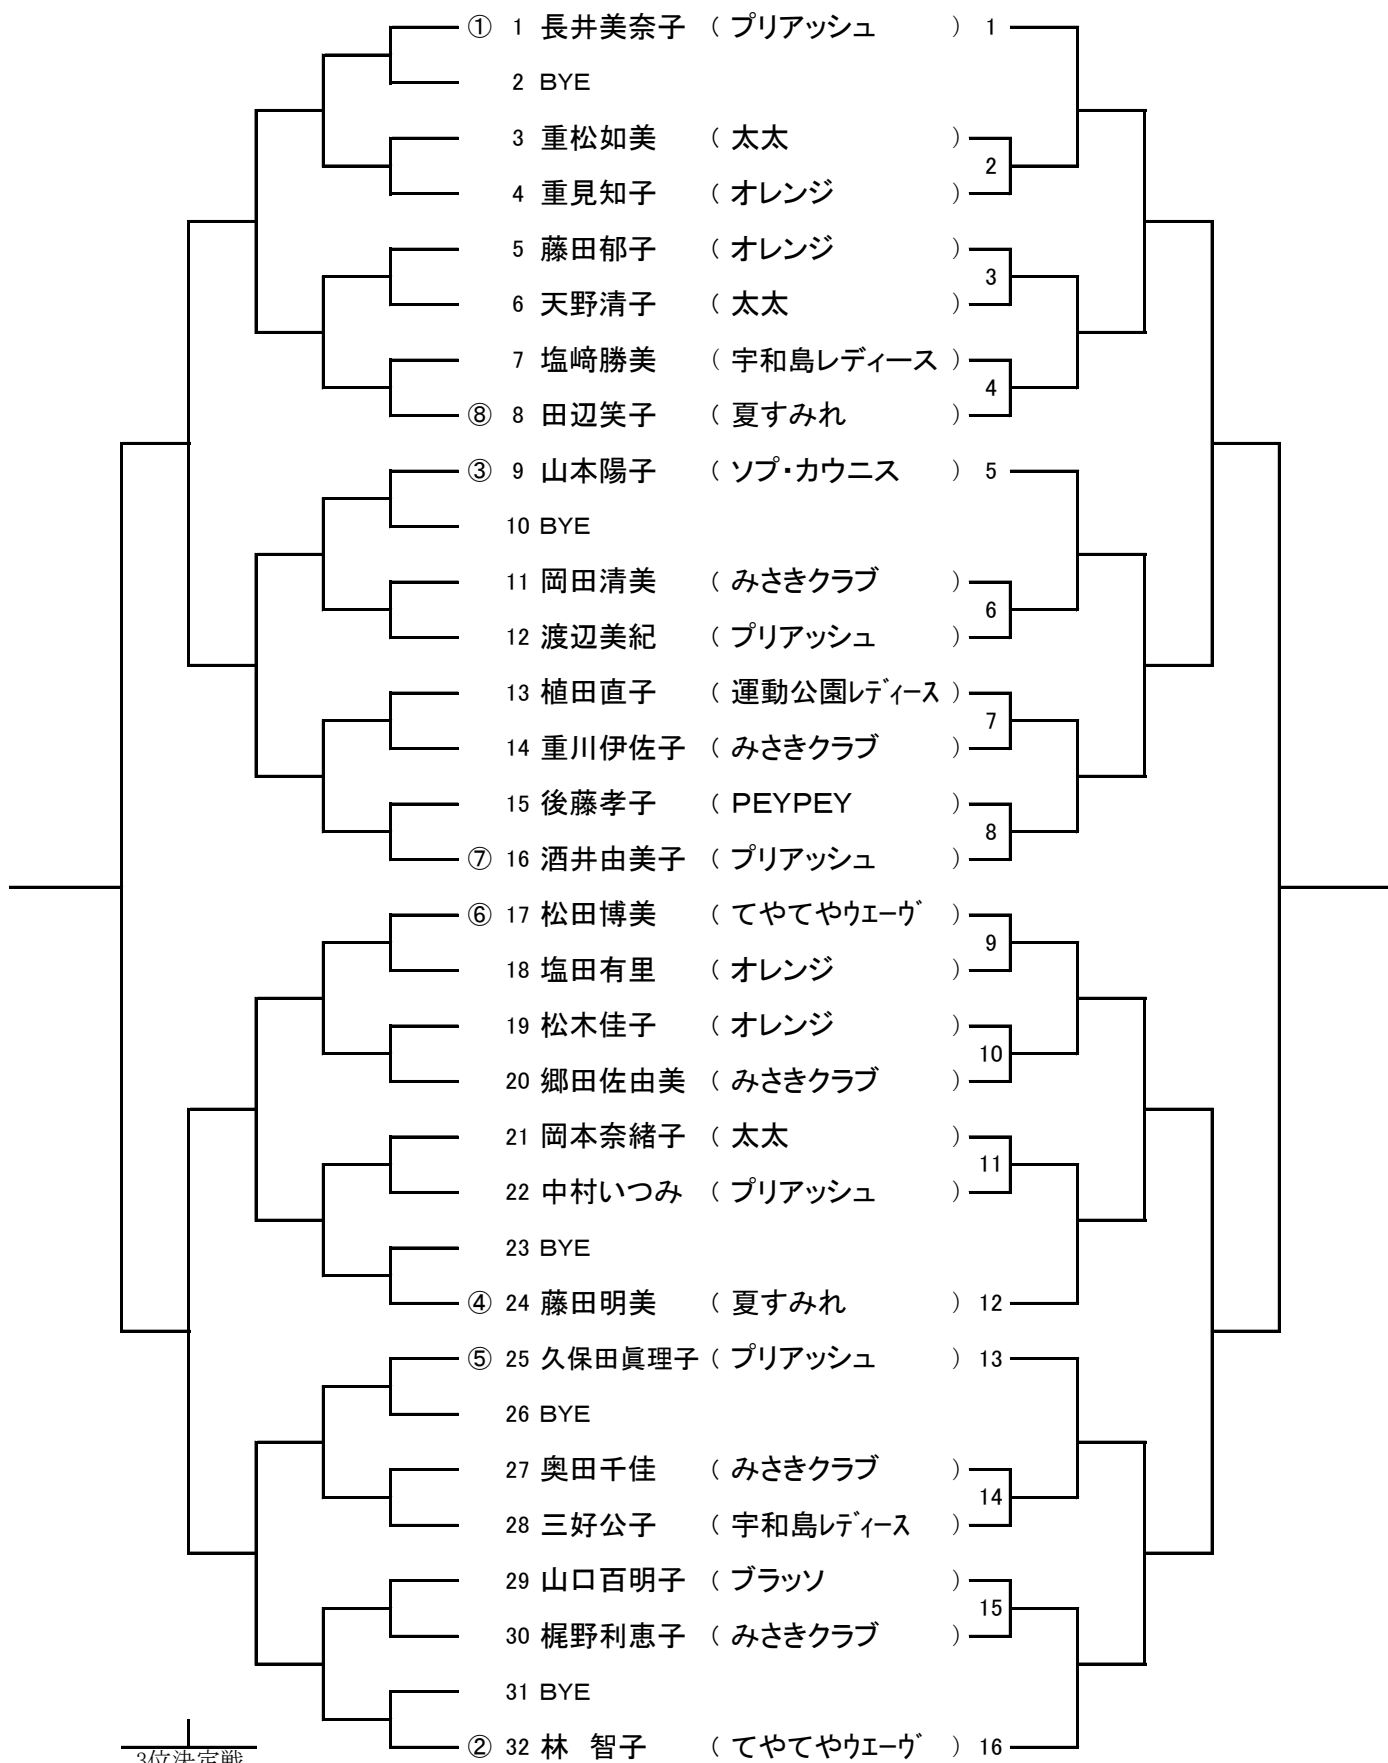 ① 1 長井美奈子 ( プリアッシュ ) 1
2 BYE
3 重松如美 ( 太太 )
2
4 重見知子 ( オレンジ )
5 藤田郁子 ( オレンジ )
3
6 天野清子 ( 太太 )
7 塩﨑勝美 ( 宇和島レディース )
4
⑧ 8 田辺笑子 ( 夏すみれ )
③ 9 山本陽子 ( ソプ・カウニス ) 5
10 BYE
11 岡田清美 ( みさきクラブ )
6
12 渡辺美紀 ( プリアッシュ )
13 植田直子 ( 運動公園ﾚﾃﾞｨｰｽ )
7
14 重川伊佐子 ( みさきクラブ )
15 後藤孝子 ( PEYPEY )
8
⑦ 16 酒井由美子 ( プリアッシュ )
⑥ 17 松田博美 ( てやてやｳｴｰｳﾞ )
9
18 塩田有里 ( オレンジ )
19 松木佳子 ( オレンジ )
10
20 郷田佐由美 ( みさきクラブ )
21 岡本奈緒子 ( 太太 )
11
22 中村いつみ ( プリアッシュ )
23 BYE
④ 24 藤田明美 ( 夏すみれ ) 12
⑤ 25 久保田眞理子 ( プリアッシュ ) 13
26 BYE
27 奥田千佳 ( みさきクラブ )
14
28 三好公子 ( 宇和島ﾚﾃﾞｨｰｽ )
29 山口百明子 ( ブラッソ )
15
30 梶野利恵子 ( みさきクラブ )
31 BYE
② 32 林 智子 ( てやてやｳｴｰｳﾞ ) 16
3位決定戦